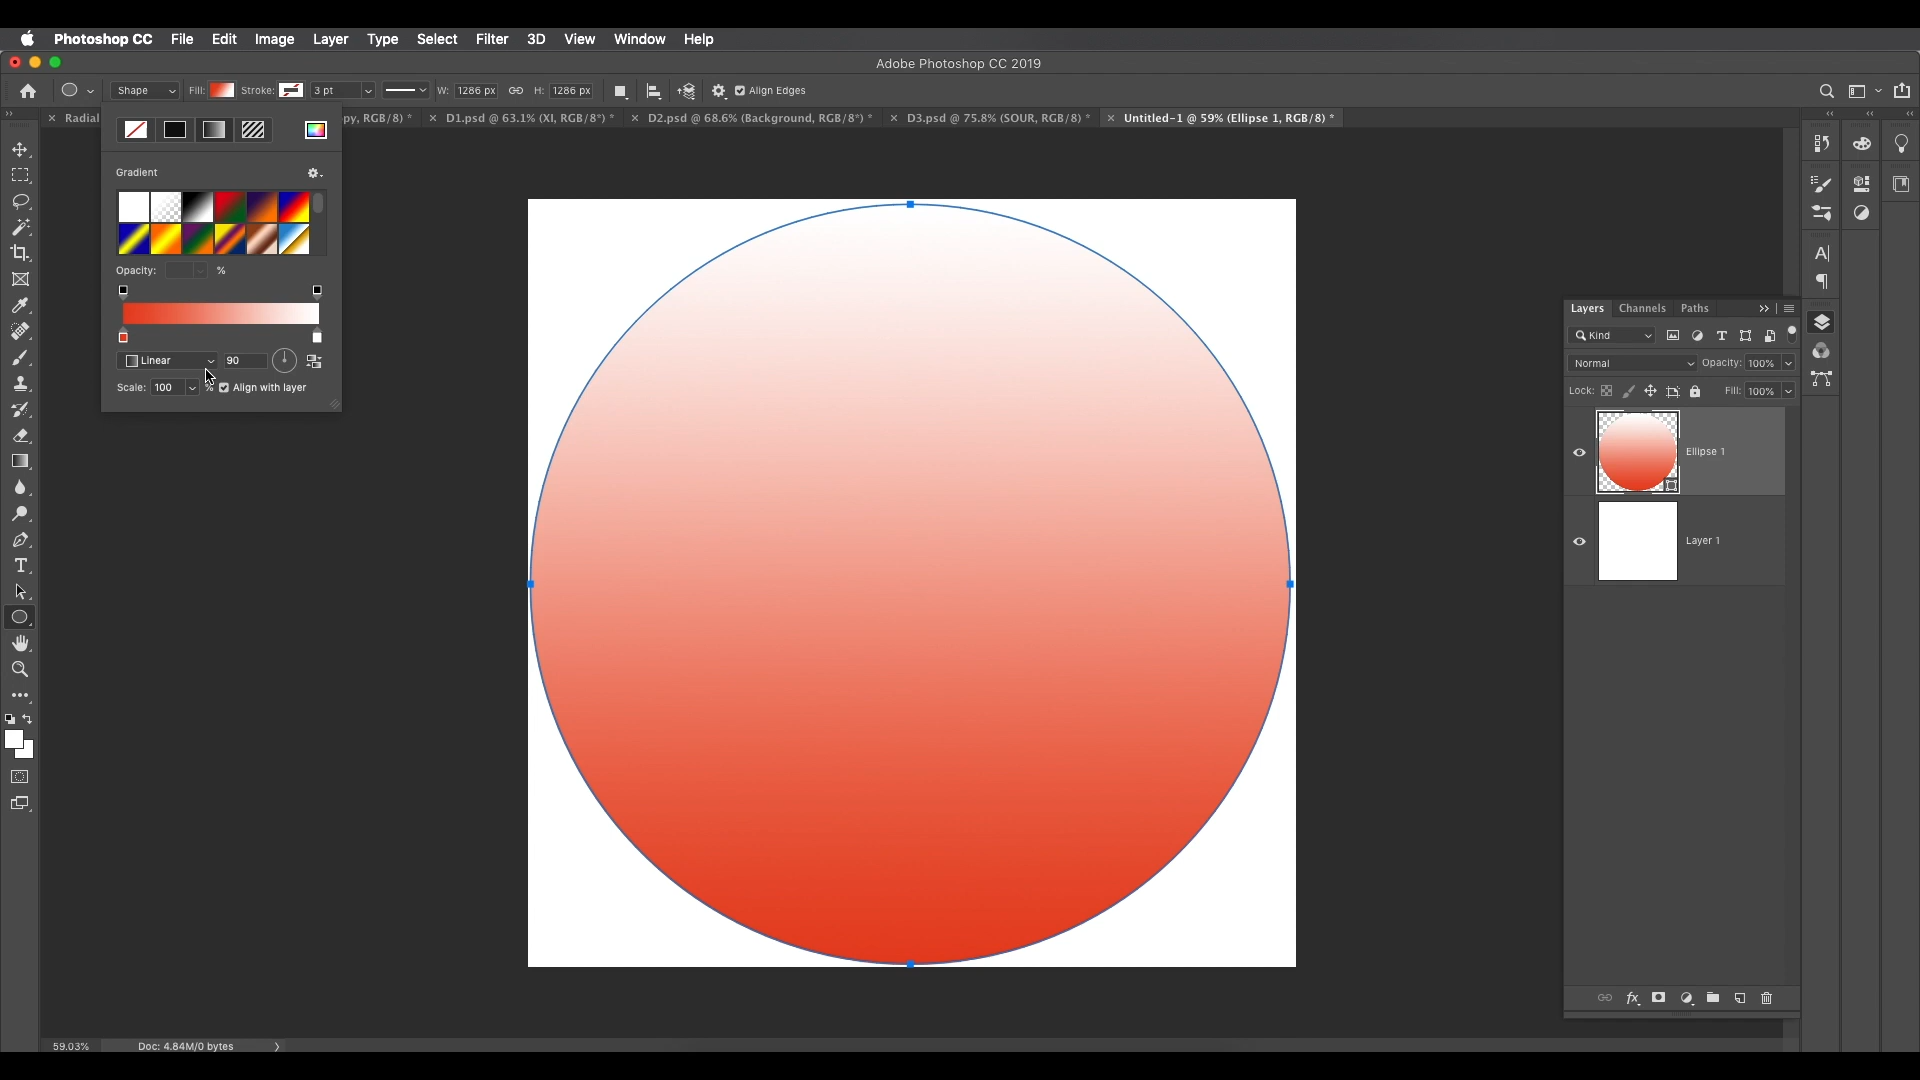 Photoshop CC File Edit Image Layer Type Select Filter 3D View Window Help
Adobe Photoshop CC 2019
Shape Fill: Stroke: 3 pt W: 1286 px H: 1286 px Align Edges
Radial py, RGB/8) * D1.psd @ 63.1% (XI, RGB/8*) * D2.psd @ 68.6% (Background, RGB/8*) * D3.psd @ 75.8% (SOUR, RGB/8) * Untitled-1 @ 59% (Ellipse 1, RGB/8) *
Gradient
Opacity: %
Linear 90
Scale: 100 % Align with layer
Layers Channels Paths
Kind
Normal Opacity: 100%
Lock: Fill: 100%
Ellipse 1
Layer 1
59.03% Doc: 4.84M/0 bytes